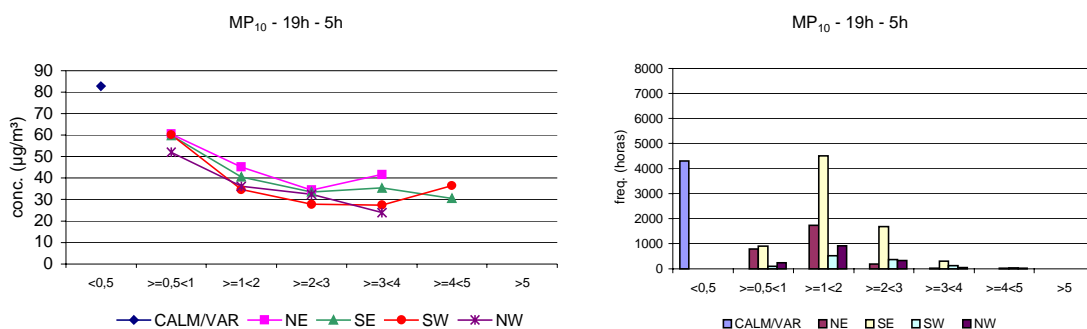 MP10 - 19h - 5h
conc. (µg/m³)
90
80
70
60
50
40
30
20
10
0
<0,5 >=0,5<1 >=1<2 >=2<3 >=3<4 >=4<5 >5
CALM/VAR NE SE SW NW
MP10 - 19h - 5h
freq. (horas)
8000
7000
6000
5000
4000
3000
2000
1000
0
<0,5 >=0,5<1 >=1<2 >=2<3 >=3<4 >=4<5 >5
CALM/VAR NE SE SW NW